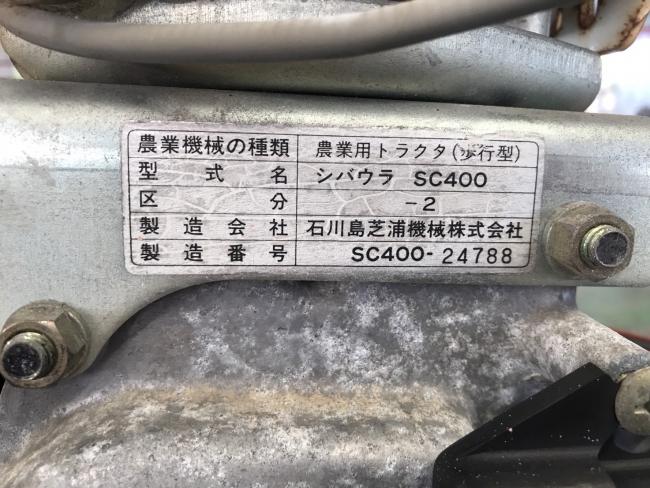 農業機械の種類 農業用トラクタ(歩行型)
型式名 シバウラ SC400
区分 -2
製造会社 石川島芝浦機械株式会社
製造番号 SC400-24788